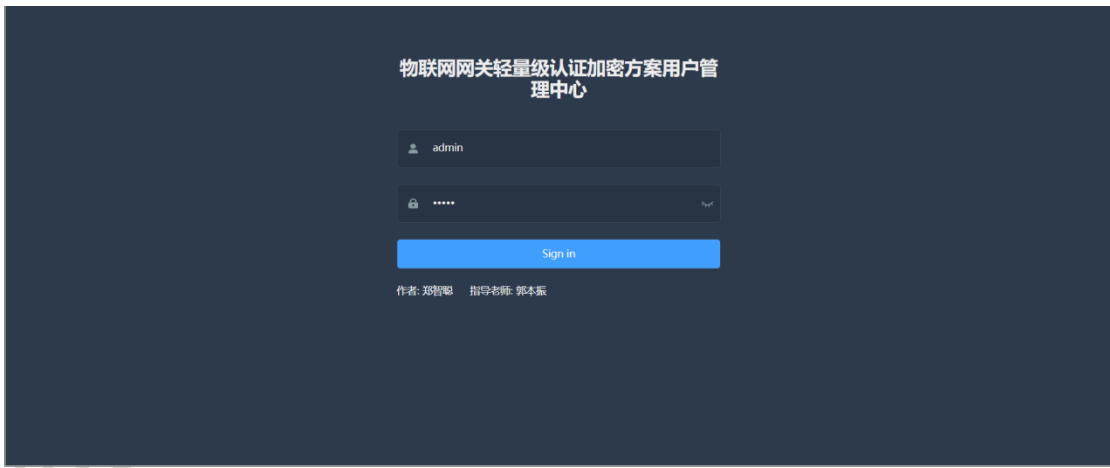 物联网网关轻量级认证加密方案用户管
理中心
admin
•••••
Sign in
作者: 郑智聪 指导老师: 郭本振